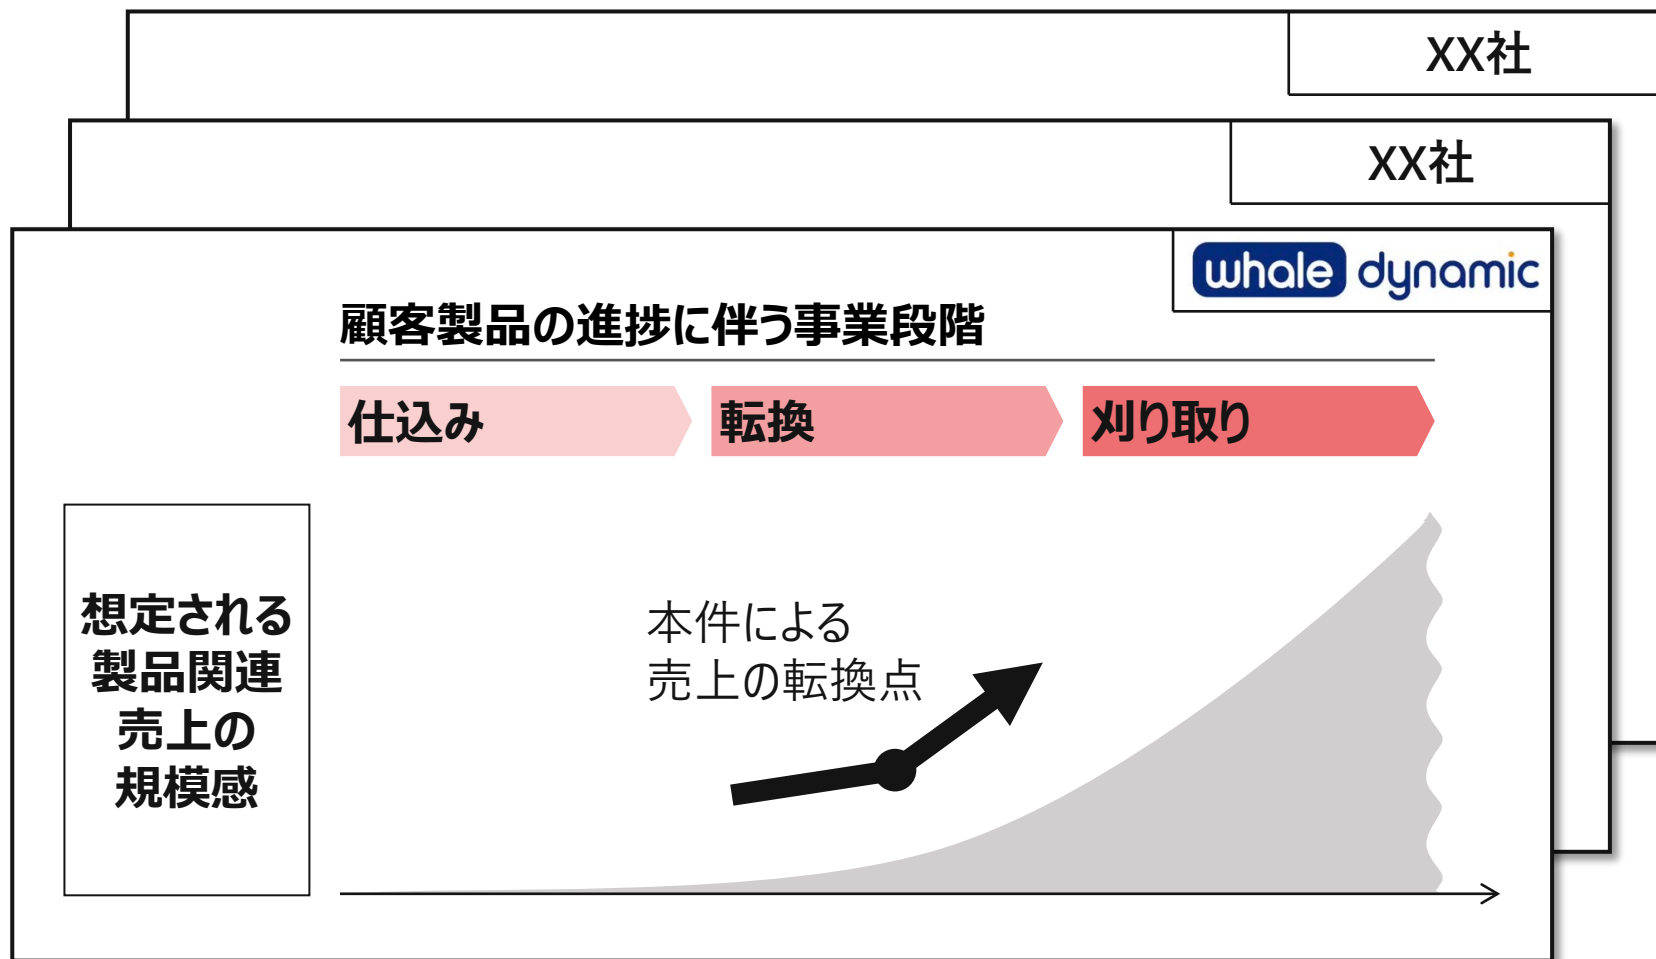 XX社
XX社
whale dynamic
顧客製品の進捗に伴う事業段階
仕込み
転換
刈り取り
想定される
製品関連
売上の
規模感
本件による
売上の転換点